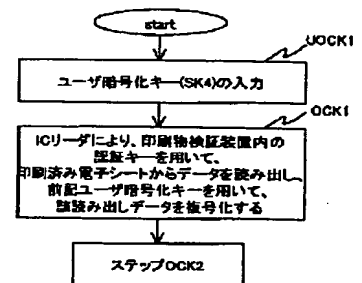 start
UOCK1
ユーザ暗号化キー(SK4)の入力
OCK1
ICリーダにより、印刷物検証装置内の
認証キーを用いて、
印刷済み電子シートからデータを読み出し、
前記ユーザ暗号化キーを用いて、
該読み出しデータを復号化する
ステップOCK2